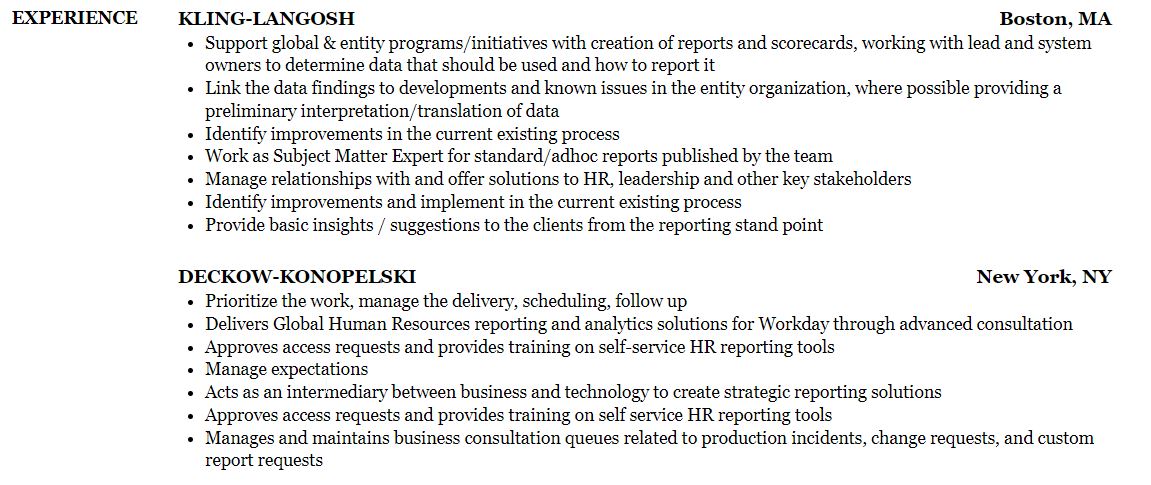 EXPERIENCE
KLING-LANGOSH Boston, MA
• Support global & entity programs/initiatives with creation of reports and scorecards, working with lead and system
owners to determine data that should be used and how to report it
• Link the data findings to developments and known issues in the entity organization, where possible providing a
preliminary interpretation/translation of data
• Identify improvements in the current existing process
• Work as Subject Matter Expert for standard/adhoc reports published by the team
• Manage relationships with and offer solutions to HR, leadership and other key stakeholders
• Identify improvements and implement in the current existing process
• Provide basic insights / suggestions to the clients from the reporting stand point
DECKOW-KONOPELSKI New York, NY
• Prioritize the work, manage the delivery, scheduling, follow up
• Delivers Global Human Resources reporting and analytics solutions for Workday through advanced consultation
• Approves access requests and provides training on self-service HR reporting tools
• Manage expectations
• Acts as an intermediary between business and technology to create strategic reporting solutions
• Approves access requests and provides training on self service HR reporting tools
• Manages and maintains business consultation queues related to production incidents, change requests, and custom
report requests